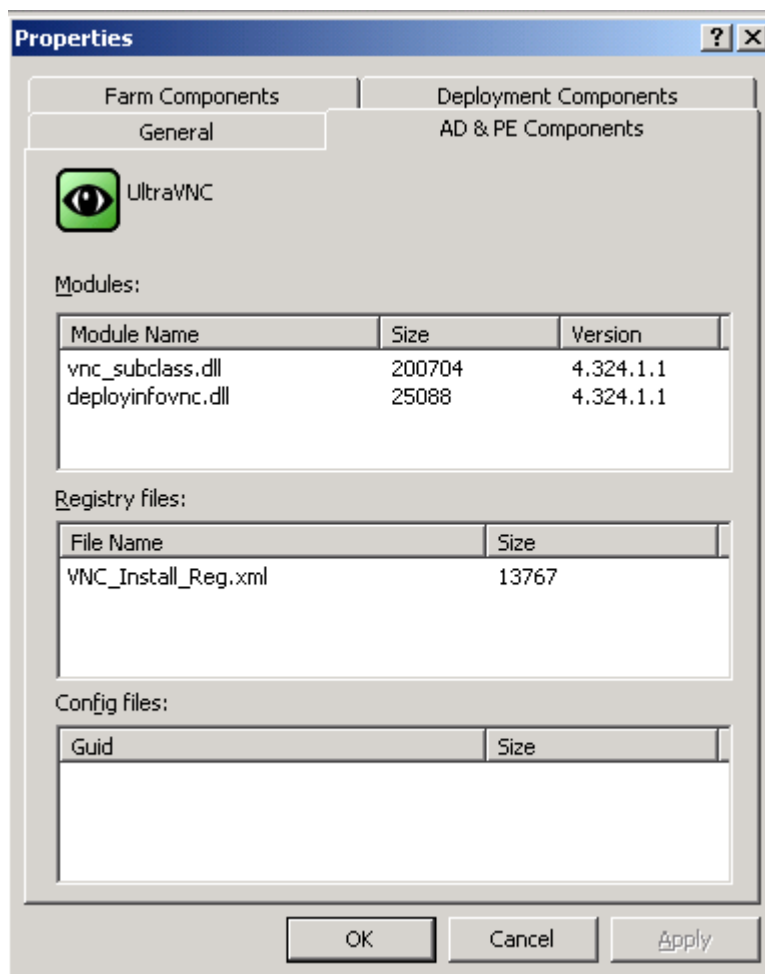 Properties
Farm Components Deployment Components
General AD & PE Components
UltraVNC
Modules:
Module Name Size Version
vnc_subclass.dll 200704 4.324.1.1
deployinfovnc.dll 25088 4.324.1.1
Registry files:
File Name Size
VNC_Install_Reg.xml 13767
Config files:
Guid Size
OK Cancel Apply